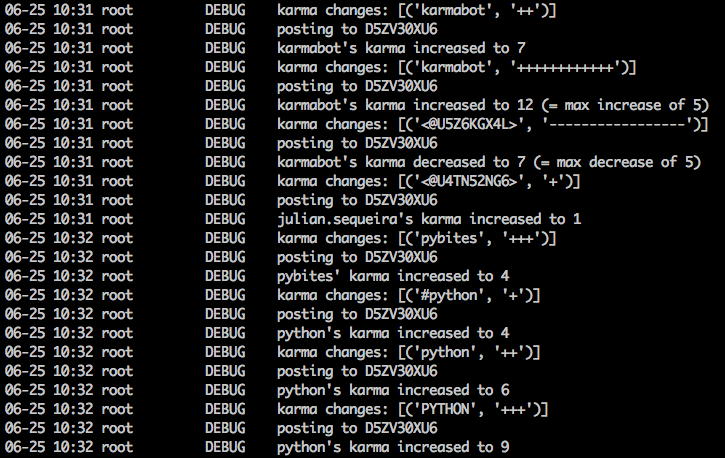 06-25 10:31 root DEBUG karma changes: [('karmabot', '++')]
06-25 10:31 root DEBUG posting to D5ZV30XU6
06-25 10:31 root DEBUG karmabot's karma increased to 7
06-25 10:31 root DEBUG karma changes: [('karmabot', '++++++++++++')]
06-25 10:31 root DEBUG posting to D5ZV30XU6
06-25 10:31 root DEBUG karmabot's karma increased to 12 (= max increase of 5)
06-25 10:31 root DEBUG karma changes: [('<@U5Z6KGX4L>', '-----------------')]
06-25 10:31 root DEBUG posting to D5ZV30XU6
06-25 10:31 root DEBUG karmabot's karma decreased to 7 (= max decrease of 5)
06-25 10:31 root DEBUG karma changes: [('<@U4TN52NG6>', '+')]
06-25 10:31 root DEBUG posting to D5ZV30XU6
06-25 10:31 root DEBUG julian.sequeira's karma increased to 1
06-25 10:32 root DEBUG karma changes: [('pybites', '+++')]
06-25 10:32 root DEBUG posting to D5ZV30XU6
06-25 10:32 root DEBUG pybites' karma increased to 4
06-25 10:32 root DEBUG karma changes: [('#python', '+')]
06-25 10:32 root DEBUG posting to D5ZV30XU6
06-25 10:32 root DEBUG python's karma increased to 4
06-25 10:32 root DEBUG karma changes: [('python', '++')]
06-25 10:32 root DEBUG posting to D5ZV30XU6
06-25 10:32 root DEBUG python's karma increased to 6
06-25 10:32 root DEBUG karma changes: [('PYTHON', '+++')]
06-25 10:32 root DEBUG posting to D5ZV30XU6
06-25 10:32 root DEBUG python's karma increased to 9